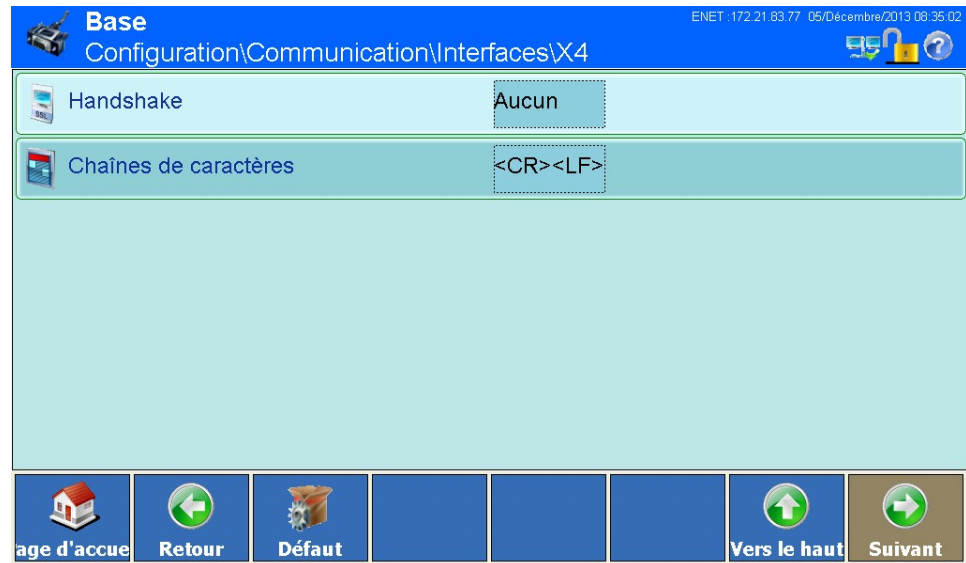 Base
ENET :172.21.83.77 05/Décembre/2013 08:35:02
Configuration\Communication\Interfaces\X4
Handshake Aucun
SSL
Chaînes de caractères <CR><LF>
age d'accue Retour Défaut Vers le haut Suivant